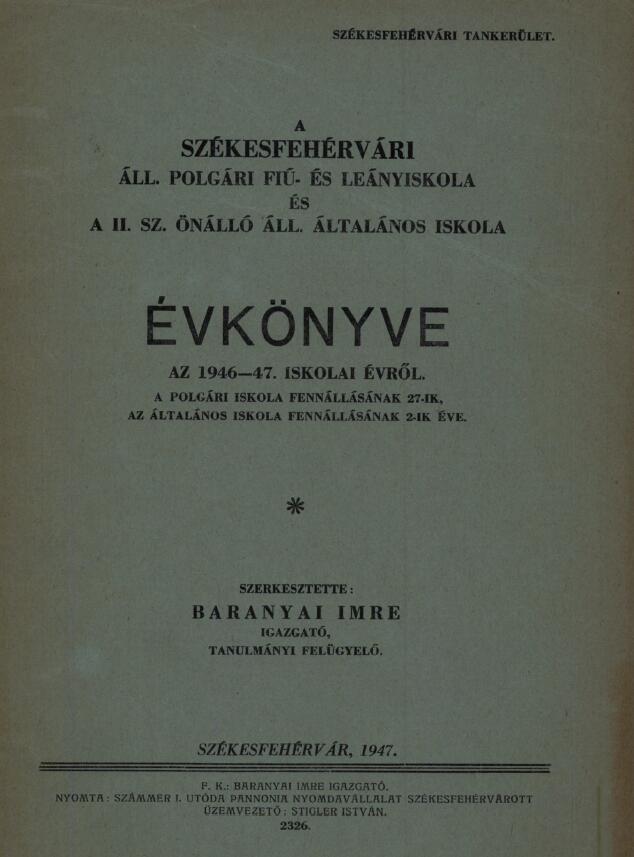 SZÉKESFEHÉRVÁRI TANKERÜLET.
A
SZÉKESFEHÉRVÁRI
ÁLL. POLGÁRI FIÚ- ÉS LEÁNYISKOLA
ÉS
A II. SZ. ÖNÁLLÓ ÁLL. ÁLTALÁNOS ISKOLA
ÉVKÖNYVE
AZ 1946—47. ISKOLAI ÉVRŐL.
A POLGÁRI ISKOLA FENNÁLLÁSÁNAK 27-IK,
AZ ÁLTALÁNOS ISKOLA FENNÁLLÁSÁNAK 2-IK ÉVE.
*
SZERKESZTETTE:
BARANYAI IMRE
IGAZGATÓ,
TANULMÁNYI FELÜGYELŐ.
SZÉKESFEHÉRVÁR, 1947.
F. K.: BARANYAI IMRE IGAZGATÓ.
NYOMTA: SZÁMMER I. UTÓDA PANNONIA NYOMDAVÁLLALAT SZÉKESFEHÉRVÁROTT
ÜZEMVEZETŐ: STIGLER ISTVÁN.
2326.